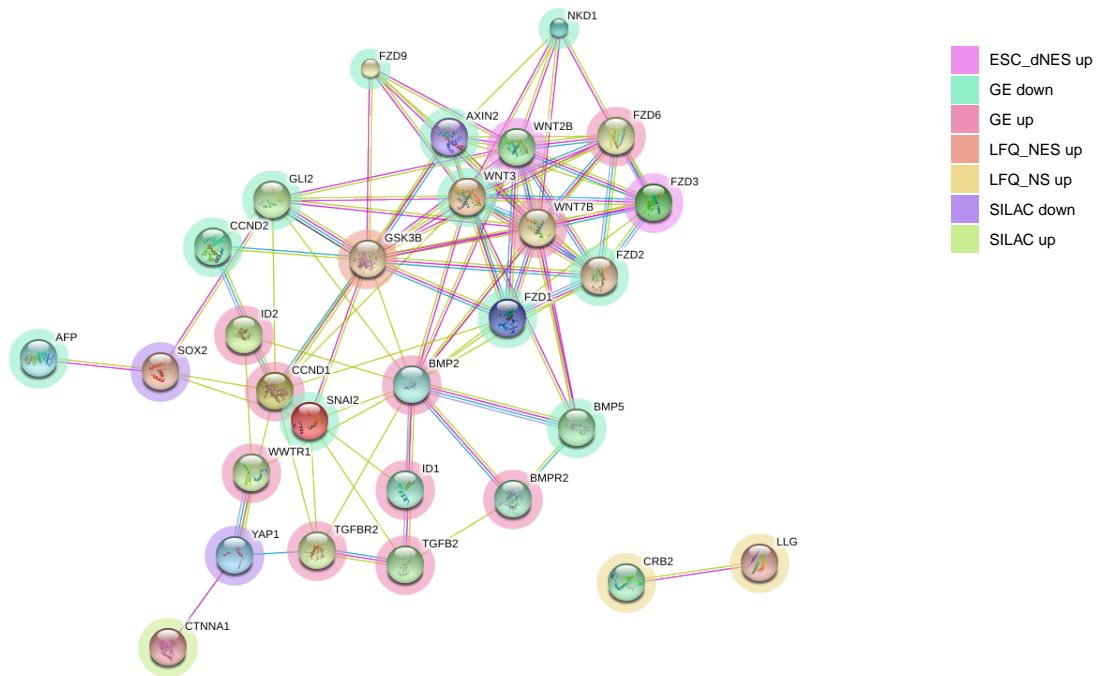 NKD1
FZD9
AXIN2
WNT2B
FZD6
GLI2
WNT3
FZD3
CCND2
GSK3B
WNT7B
FZD2
FZD1
ID2
AFP
SOX2
CCND1
BMP2
SNAI2
BMP5
WWTR1
ID1
BMPR2
YAP1
TGFBR2
TGFB2
CRB2
LLG
CTNNA1
ESC_dNES up
GE down
GE up
LFQ_NES up
LFQ_NS up
SILAC down
SILAC up